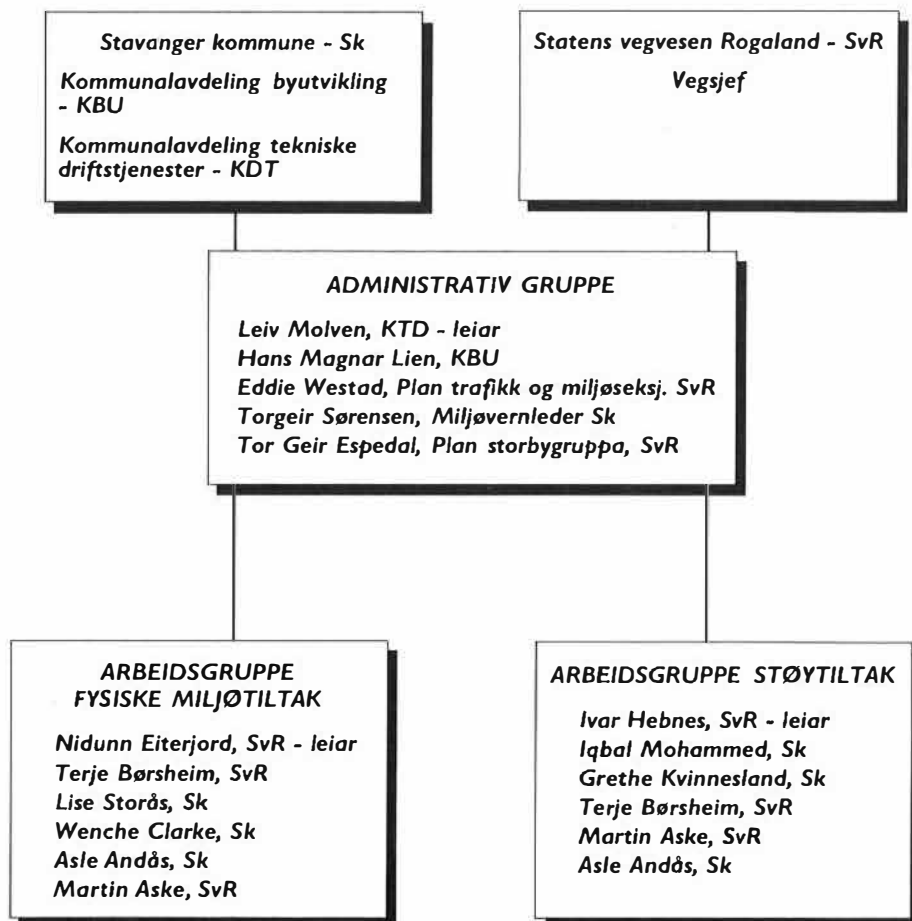 Stavanger kommune - Sk
Kommunalavdeling byutvikling
- KBU
Kommunalavdeling tekniske
driftstjenester - KDT
Statens vegvesen Rogaland - SvR
Vegsjef
ADMINISTRATIV GRUPPE
Leiv Molven, KTD - leiar
Hans Magnar Lien, KBU
Eddie Westad, Plan trafikk og miljøseksj. SvR
Torgeir Sørensen, Miljøvernleder Sk
Tor Geir Espedal, Plan storbygruppa, SvR
ARBEIDSGRUPPE
FYSISKE MILJØTILTAK
Nidunn Eiterjord, SvR - leiar
Terje Børsheim, SvR
Lise Storås, Sk
Wenche Clarke, Sk
Asle Andås, Sk
Martin Aske, SvR
ARBEIDSGRUPPE STØYTILTAK
Ivar Hebnes, SvR - leiar
Iqbal Mohammed, Sk
Grethe Kvinnesland, Sk
Terje Børsheim, SvR
Martin Aske, SvR
Asle Andås, Sk